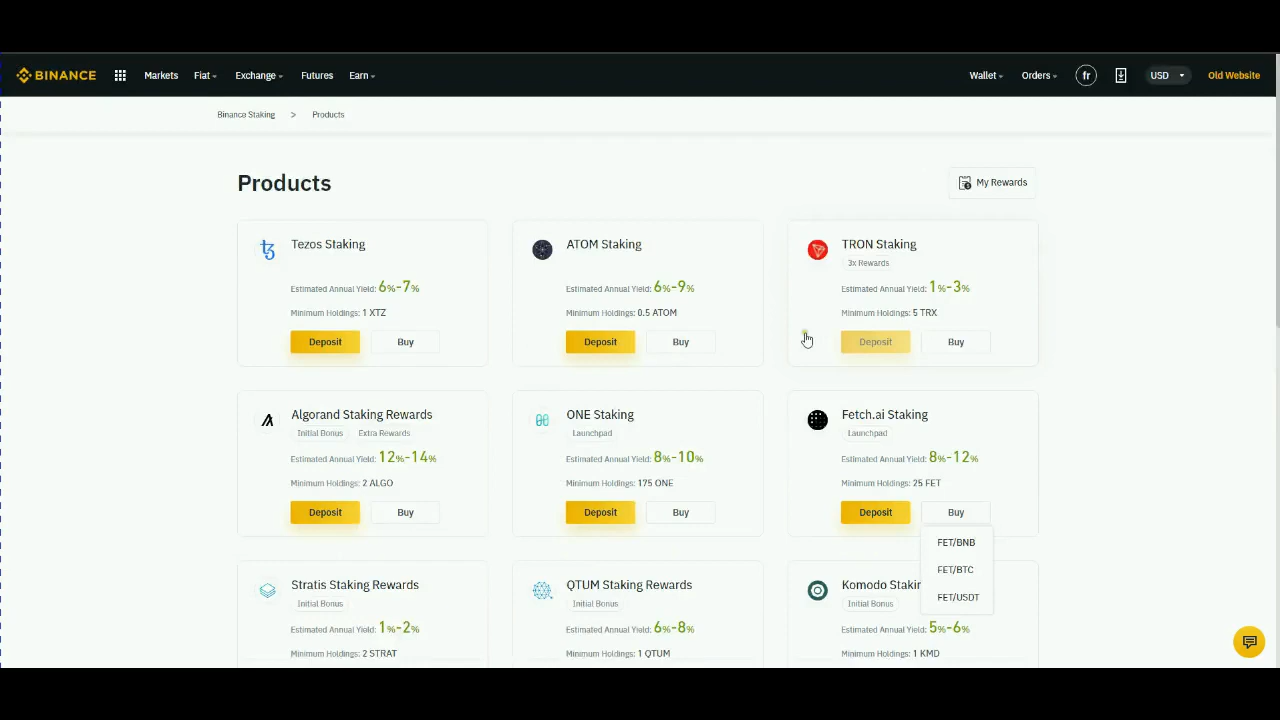 BINANCE Markets Fiat Exchange Futures Earn Wallet Orders fr USD Old Website
Binance Staking > Products
Products
My Rewards
Tezos Staking
Estimated Annual Yield: 6%-7%
Minimum Holdings: 1 XTZ
Deposit Buy
ATOM Staking
Estimated Annual Yield: 6%-9%
Minimum Holdings: 0.5 ATOM
Deposit Buy
TRON Staking
3x Rewards
Estimated Annual Yield: 1%-3%
Minimum Holdings: 5 TRX
Deposit Buy
Algorand Staking Rewards
Initial Bonus Extra Rewards
Estimated Annual Yield: 12%-14%
Minimum Holdings: 2 ALGO
Deposit Buy
ONE Staking
Launchpad
Estimated Annual Yield: 8%-10%
Minimum Holdings: 175 ONE
Deposit Buy
Fetch.ai Staking
Launchpad
Estimated Annual Yield: 8%-12%
Minimum Holdings: 25 FET
Deposit Buy
FET/BNB
FET/BTC
FET/USDT
Stratis Staking Rewards
Initial Bonus
Estimated Annual Yield: 1%-2%
Minimum Holdings: 2 STRAT
QTUM Staking Rewards
Initial Bonus
Estimated Annual Yield: 6%-8%
Minimum Holdings: 1 QTUM
Komodo Stakin
Initial Bonus
Estimated Annual Yield: 5%-6%
Minimum Holdings: 1 KMD